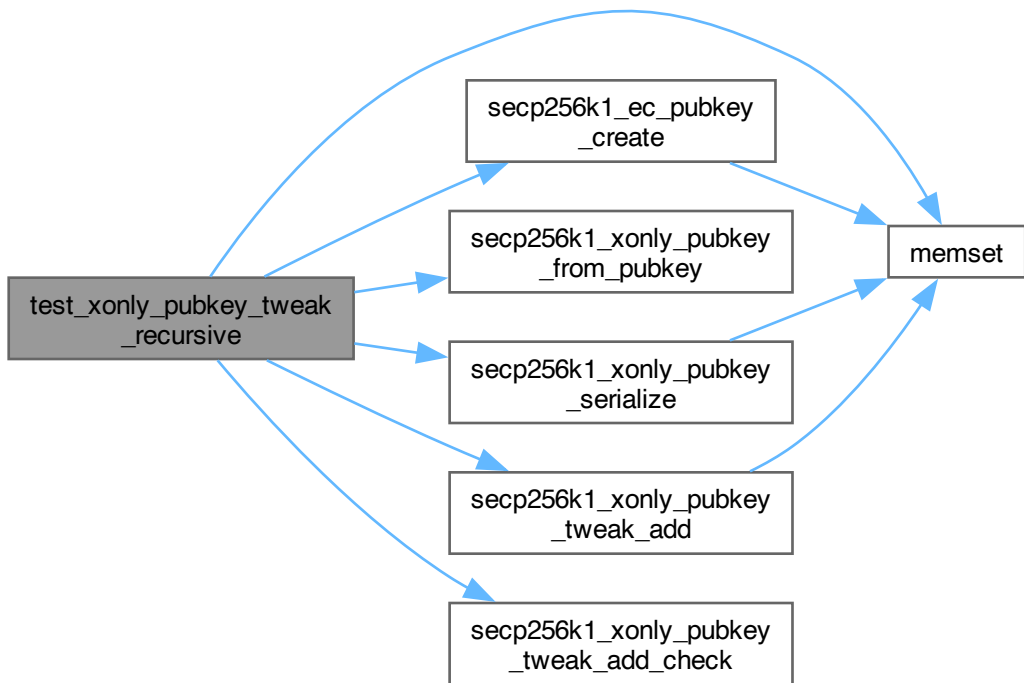 test_xonly_pubkey_tweak
_recursive
secp256k1_ec_pubkey
_create
secp256k1_xonly_pubkey
_from_pubkey
secp256k1_xonly_pubkey
_serialize
secp256k1_xonly_pubkey
_tweak_add
secp256k1_xonly_pubkey
_tweak_add_check
memset